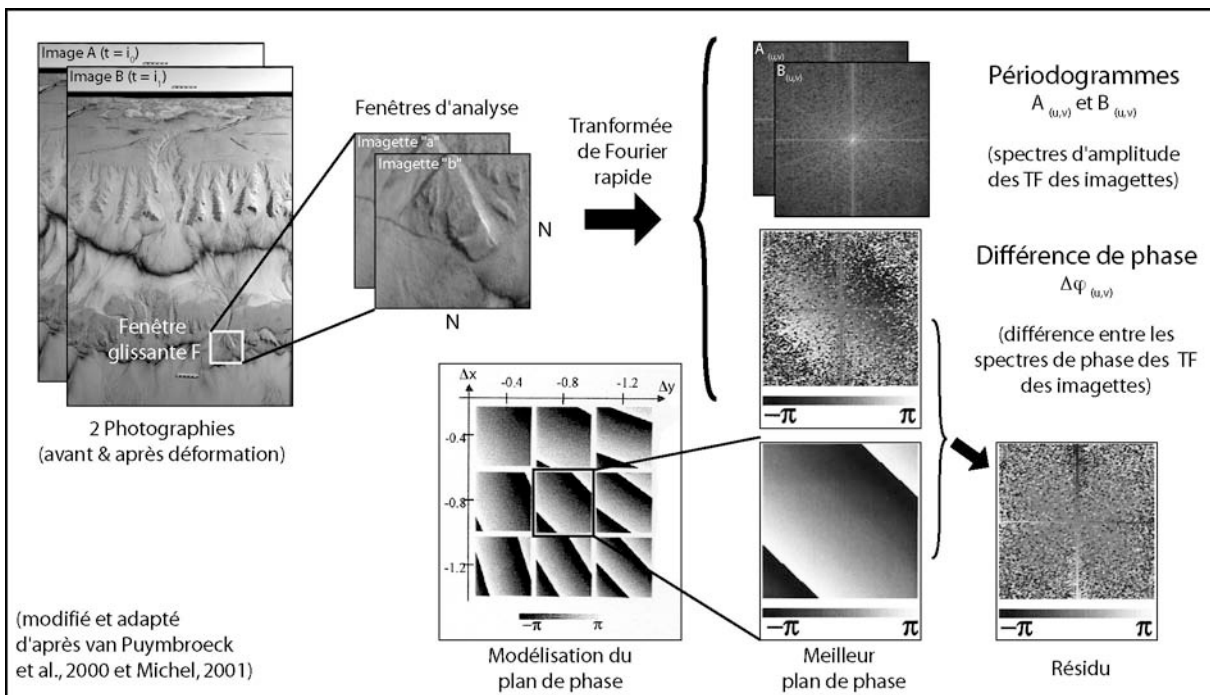 Image A (t = i₀)
Image B (t = i₁)
Fenêtre
glissante F
2 Photographies
(avant & après déformation)
Fenêtres d'analyse
Imagette "a"
Imagette "b"
N
N
Tranformée
de Fourier
rapide
A (u,v)
B (u,v)
Périodogrammes
A (u,v) et B (u,v)
(spectres d'amplitude
des TF des imagettes)
Différence de phase
Δφ (u,v)
(différence entre les
spectres de phase des TF
des imagettes)
−π π
Δx -0.4 -0.8 -1.2 Δy
-0.4
-0.8
-1.2
−π π
Modélisation du
plan de phase
−π π
Meilleur
plan de phase
−π π
Résidu
(modifié et adapté
d'après van Puymbroeck
et al., 2000 et Michel, 2001)